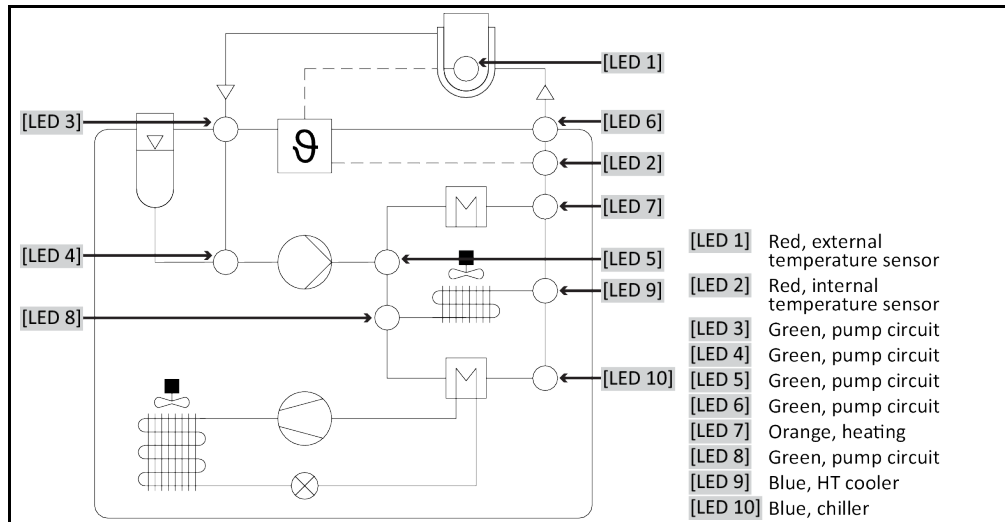 [LED 1]
[LED 3]
[LED 6]
ϑ
[LED 2]
[LED 7]
[LED 4]
[LED 5]
[LED 9]
[LED 8]
[LED 10]
[LED 1] Red, external
temperature sensor
[LED 2] Red, internal
temperature sensor
[LED 3] Green, pump circuit
[LED 4] Green, pump circuit
[LED 5] Green, pump circuit
[LED 6] Green, pump circuit
[LED 7] Orange, heating
[LED 8] Green, pump circuit
[LED 9] Blue, HT cooler
[LED 10] Blue, chiller